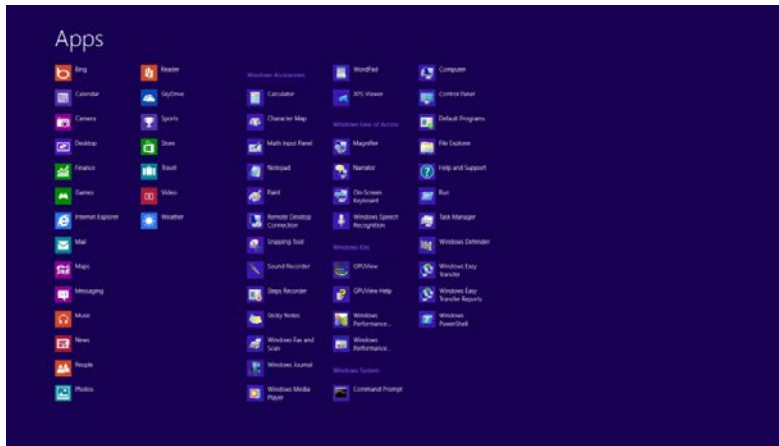 Apps
Bing
Calendar
Camera
Desktop
Finance
Games
Internet Explorer
Mail
Maps
Messaging
Music
News
People
Photos
Reader
SkyDrive
Sports
Store
Travel
Video
Weather
Windows Accessories
Calculator
Character Map
Math Input Panel
Notepad
Paint
Remote Desktop
Connection
Snipping Tool
Sound Recorder
Steps Recorder
Sticky Notes
Windows Fax and
Scan
Windows Journal
Windows Media
Player
WordPad
XPS Viewer
Windows Ease of Access
Magnifier
Narrator
On-Screen
Keyboard
Windows Speech
Recognition
Windows Kits
GPUView
GPUView Help
Windows
Performance...
Windows
Performance...
Windows System
Command Prompt
Computer
Control Panel
Default Programs
File Explorer
Help and Support
Run
Task Manager
Windows Defender
Windows Easy
Transfer
Windows Easy
Transfer Reports
Windows
PowerShell